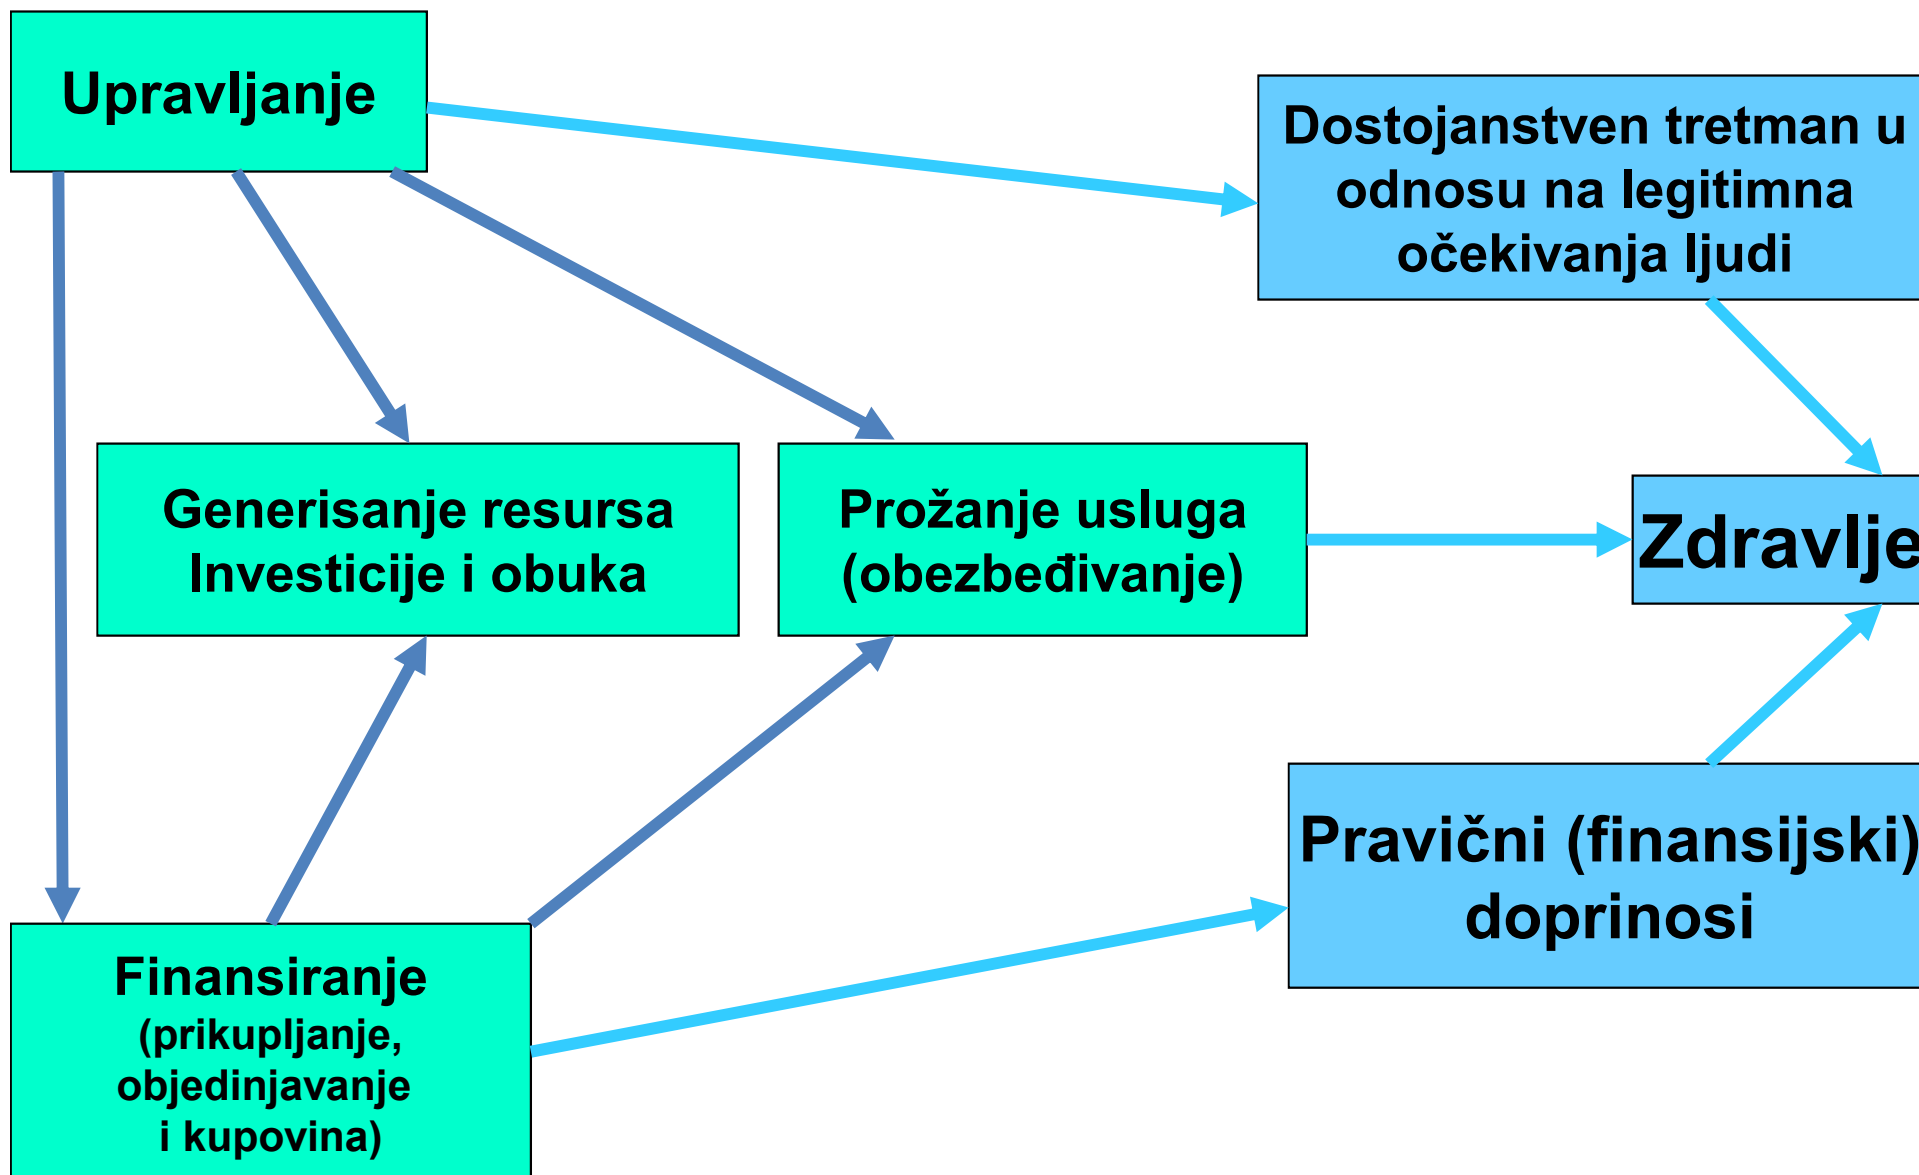 Upravljanje
Dostojanstven tretman u
odnosu na legitimna
očekivanja ljudi
Generisanje resursa
Investicije i obuka
Prožanje usluga
(obezbeđivanje)
Zdravlje
Pravični (finansijski)
doprinosi
Finansiranje
(prikupljanje,
objedinjavanje
i kupovina)